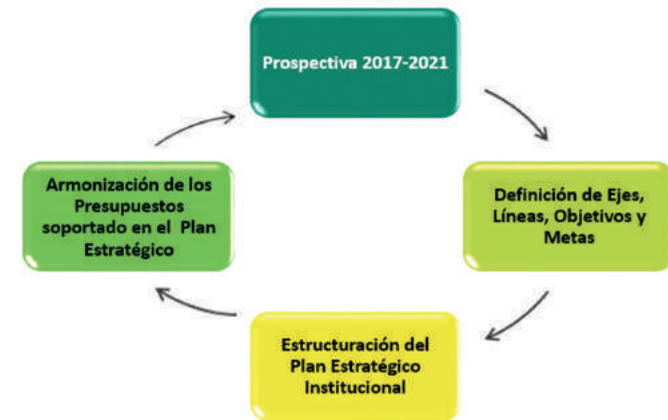 Prospectiva 2017-2021
Definición de Ejes,
Líneas, Objetivos y
Metas
Estructuración del
Plan Estratégico
Institucional
Armonización de los
Presupuestos
soportado en el Plan
Estratégico